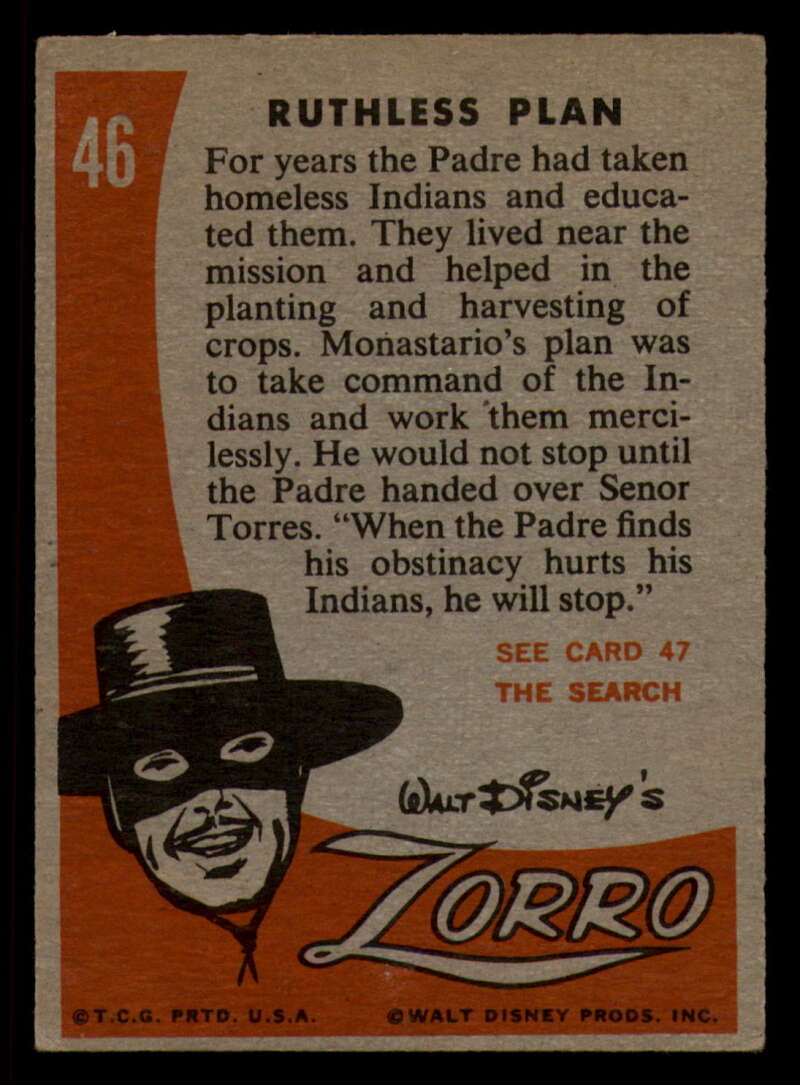 46
RUTHLESS PLAN
For years the Padre had taken
homeless Indians and educa-
ted them. They lived near the
mission and helped in the
planting and harvesting of
crops. Monastario's plan was
to take command of the In-
dians and work them merci-
lessly. He would not stop until
the Padre handed over Senor
Torres. “When the Padre finds
his obstinacy hurts his
Indians, he will stop.”
SEE CARD 47
THE SEARCH
WALT DISNEY'S
ZORRO
©T.C.G. PRTD. U.S.A.
©WALT DISNEY PRODS. INC.